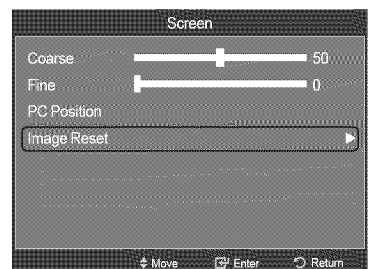 Screen
Coarse 50
Fine 0
PC Position
Image Reset
Move Enter Return